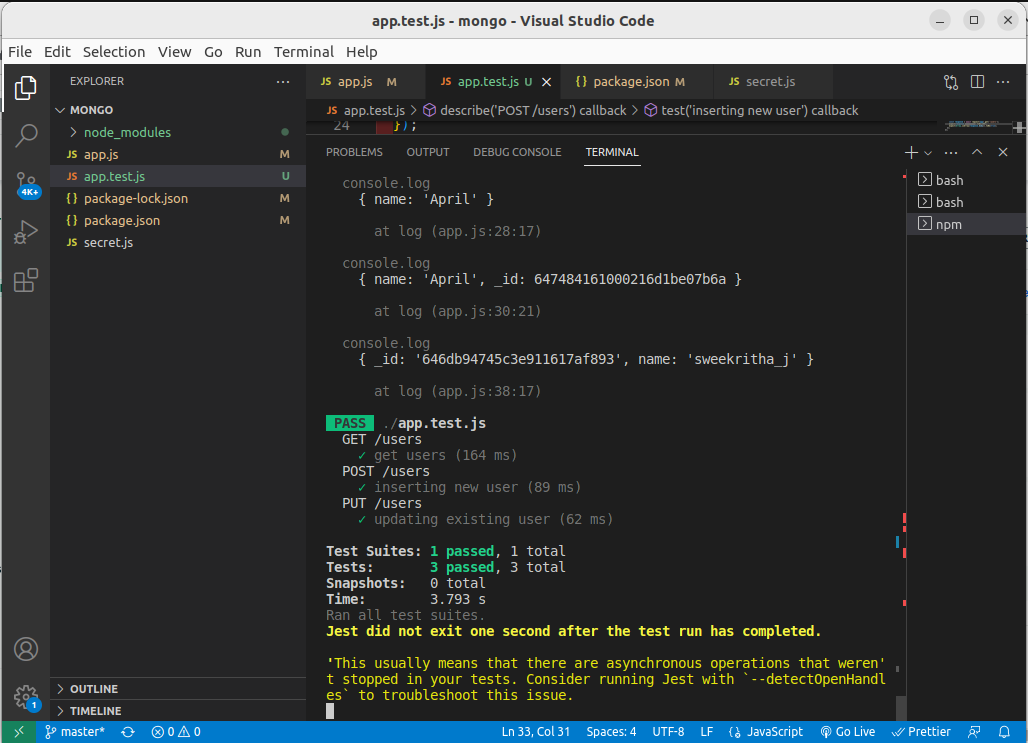 app.test.js - mongo - Visual Studio Code
File Edit Selection View Go Run Terminal Help
EXPLORER
MONGO
node_modules
JS app.js M
JS app.test.js U
{} package-lock.json M
{} package.json M
JS secret.js
4K+
OUTLINE
TIMELINE
1
JS app.js M
JS app.test.js U
{} package.json M
JS secret.js
JS app.test.js > describe('POST /users') callback > test('inserting new user') callback
24 });
PROBLEMS OUTPUT DEBUG CONSOLE TERMINAL
bash
bash
npm
console.log
{ name: 'April' }
at log (app.js:28:17)
console.log
{ name: 'April', _id: 647484161000216d1be07b6a }
at log (app.js:30:21)
console.log
{ _id: '646db94745c3e911617af893', name: 'sweekritha_j' }
at log (app.js:38:17)
PASS ./app.test.js
GET /users
✓ get users (164 ms)
POST /users
✓ inserting new user (89 ms)
PUT /users
✓ updating existing user (62 ms)
Test Suites: 1 passed, 1 total
Tests: 3 passed, 3 total
Snapshots: 0 total
Time: 3.793 s
Ran all test suites.
Jest did not exit one second after the test run has completed.
'This usually means that there are asynchronous operations that weren'
t stopped in your tests. Consider running Jest with `--detectOpenHandl
es` to troubleshoot this issue.
master* 0 0 Ln 33, Col 31 Spaces: 4 UTF-8 LF {} JavaScript Go Live Prettier